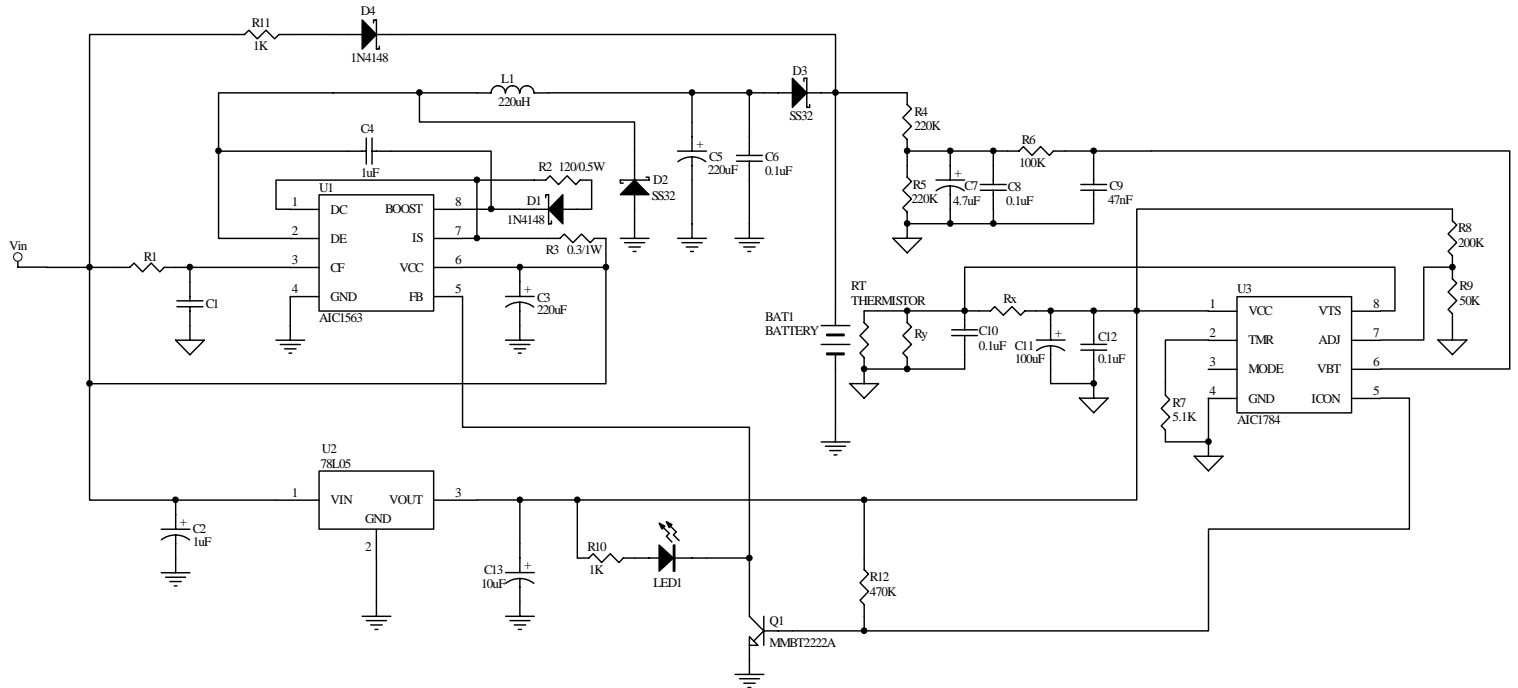 D4
R11
1K
1N4148
D3
SS32
L1
220uH
R4
220K
C4
1uF
C5
220uF
C6
0.1uF
R6
100K
R2 120/0.5W
D2
SS32
R5
220K
C7
4.7uF
C8
0.1uF
C9
47nF
U1
1 DC BOOST 8
2 DE IS 7
3 CF VCC 6
4 GND FB 5
AIC1563
D1
1N4148
R3 0.3/1W
Vin
R1
C1
C3
220uF
R8
200K
R9
50K
RT
THERMISTOR
Rx
Ry
BAT1
BATTERY
C10
0.1uF
C11
100uF
C12
0.1uF
U3
1 VCC VTS 8
2 TMR ADJ 7
3 MODE VBT 6
4 GND ICON 5
AIC1784
R7
5.1K
U2
78L05
1 VIN VOUT 3
GND
2
C2
1uF
C13
10uF
R10
1K
LED1
R12
470K
Q1
MMBT2222A
+
+
+
+
+
+